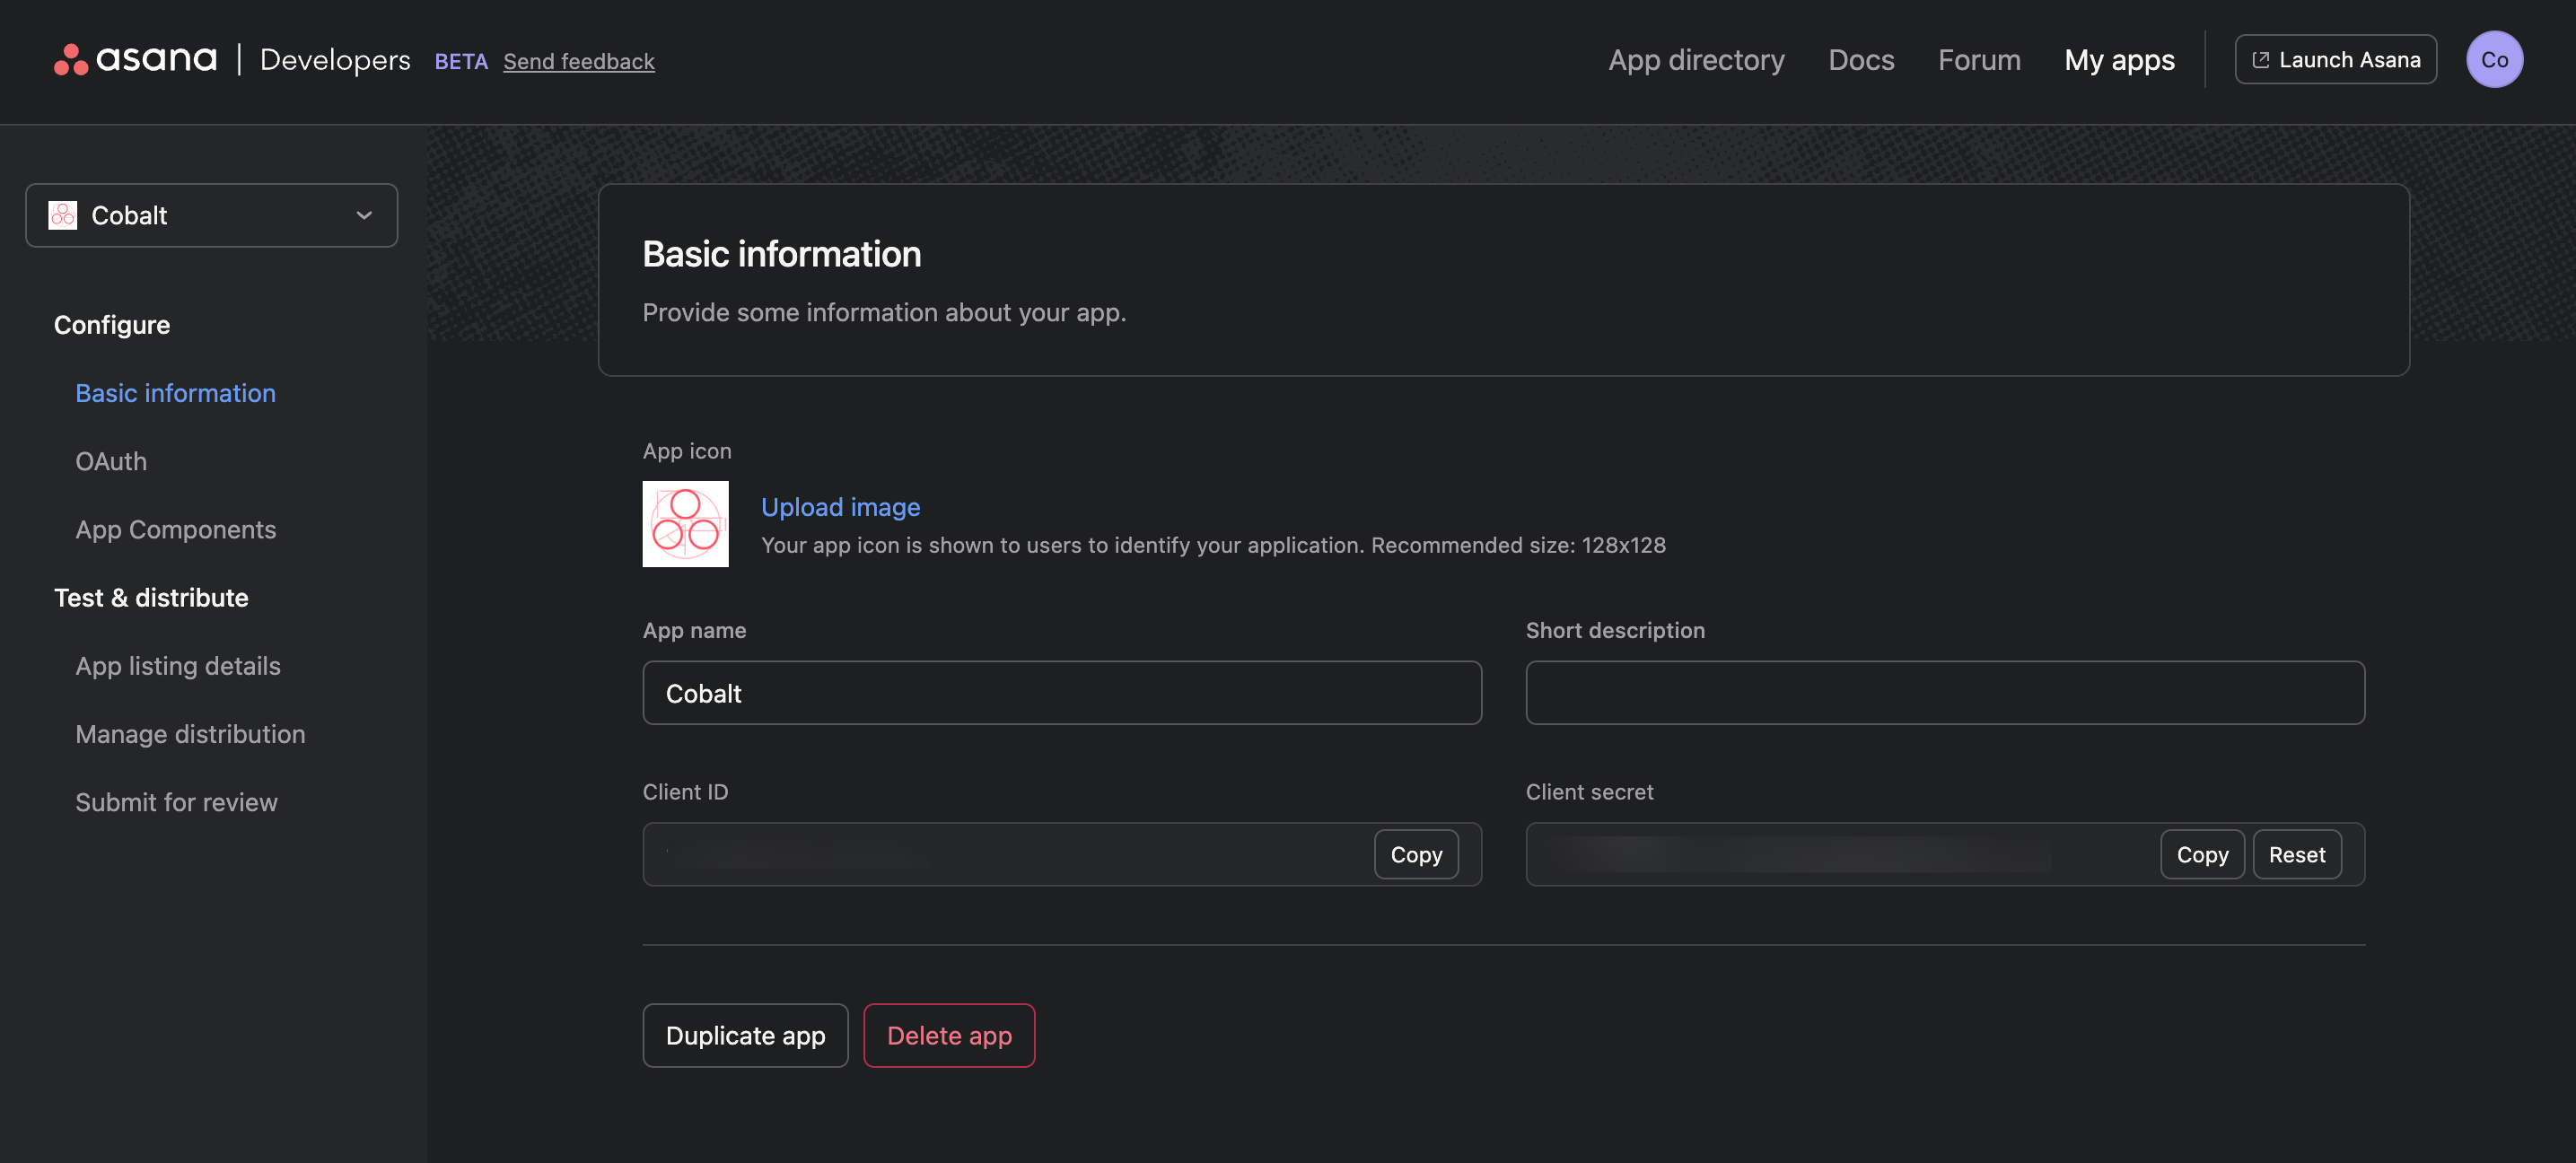 asana | Developers BETA Send feedback
App directory Docs Forum My apps Launch Asana Co
Cobalt
Configure
Basic information
OAuth
App Components
Test & distribute
App listing details
Manage distribution
Submit for review
Basic information
Provide some information about your app.
App icon
Upload image
Your app icon is shown to users to identify your application. Recommended size: 128x128
App name
Cobalt
Short description
Client ID
Copy
Client secret
Copy Reset
Duplicate app Delete app